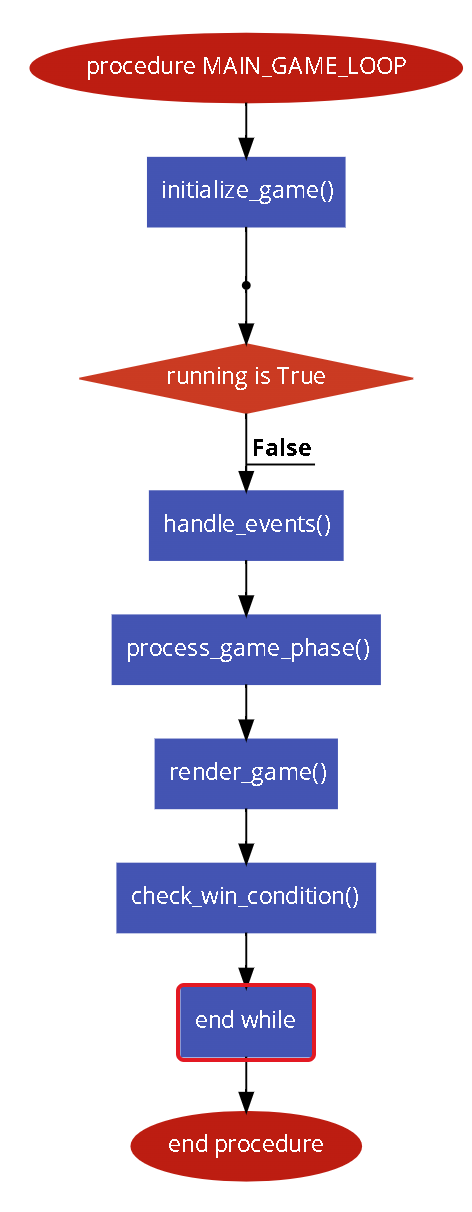 procedure MAIN_GAME_LOOP
initialize_game()
running is True
False
handle_events()
process_game_phase()
render_game()
check_win_condition()
end while
end procedure